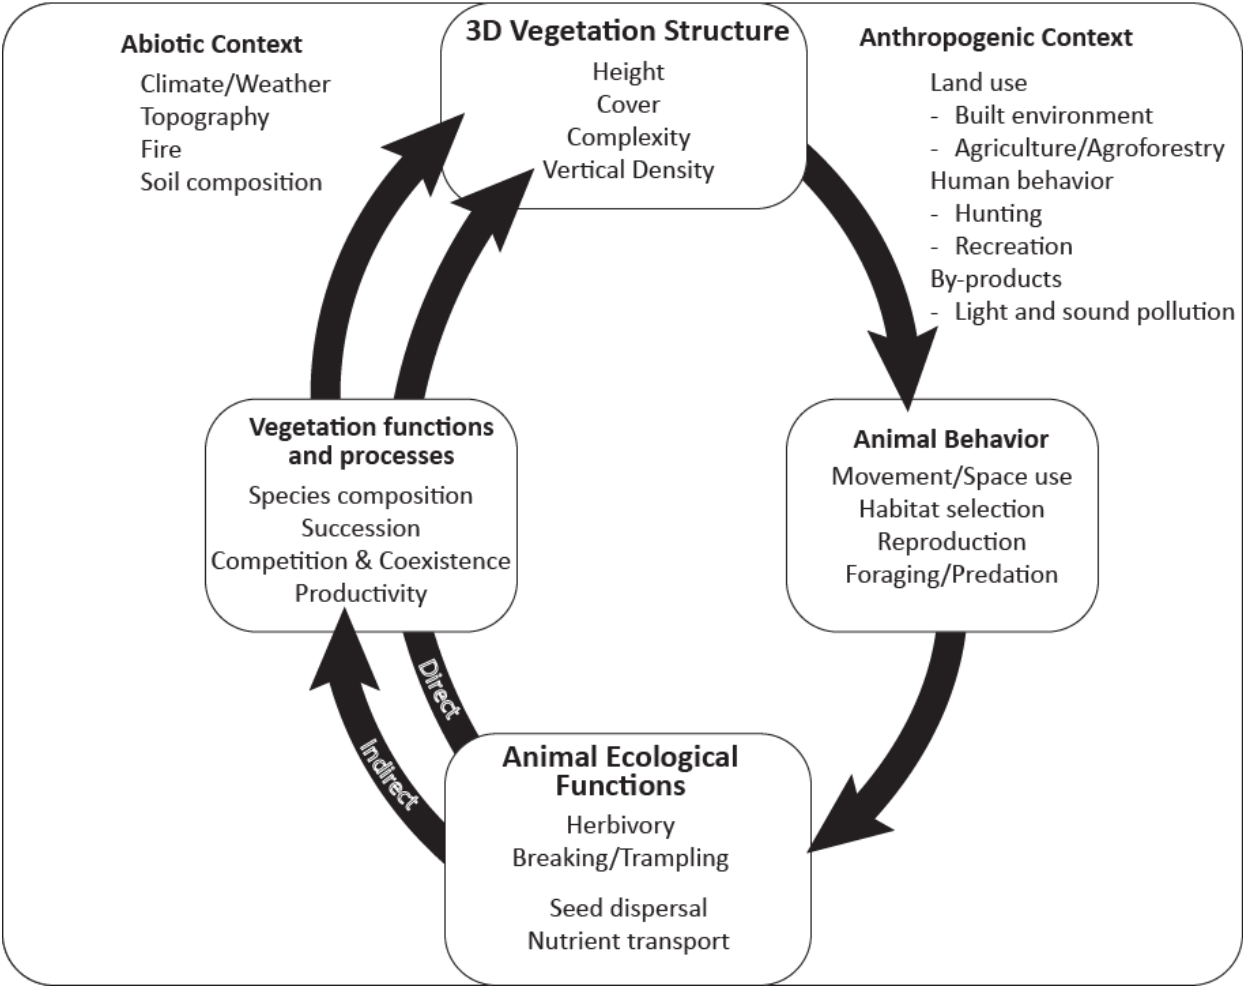 Abiotic Context
Climate/Weather
Topography
Fire
Soil composition
3D Vegetation Structure
Height
Cover
Complexity
Vertical Density
Anthropogenic Context
Land use
- Built environment
- Agriculture/Agroforestry
Human behavior
- Hunting
- Recreation
By-products
- Light and sound pollution
Vegetation functions
and processes
Species composition
Succession
Competition & Coexistence
Productivity
Animal Behavior
Movement/Space use
Habitat selection
Reproduction
Foraging/Predation
Direct
Indirect
Animal Ecological
Functions
Herbivory
Breaking/Trampling
Seed dispersal
Nutrient transport